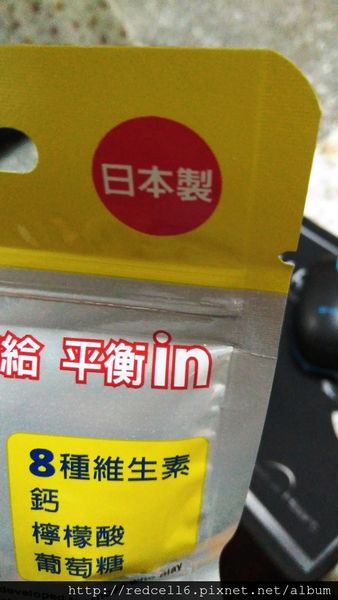 日本製
給 平衡in
8種維生素
鈣
檸檬酸
葡萄糖
http://redcell6.pixnet.net/album